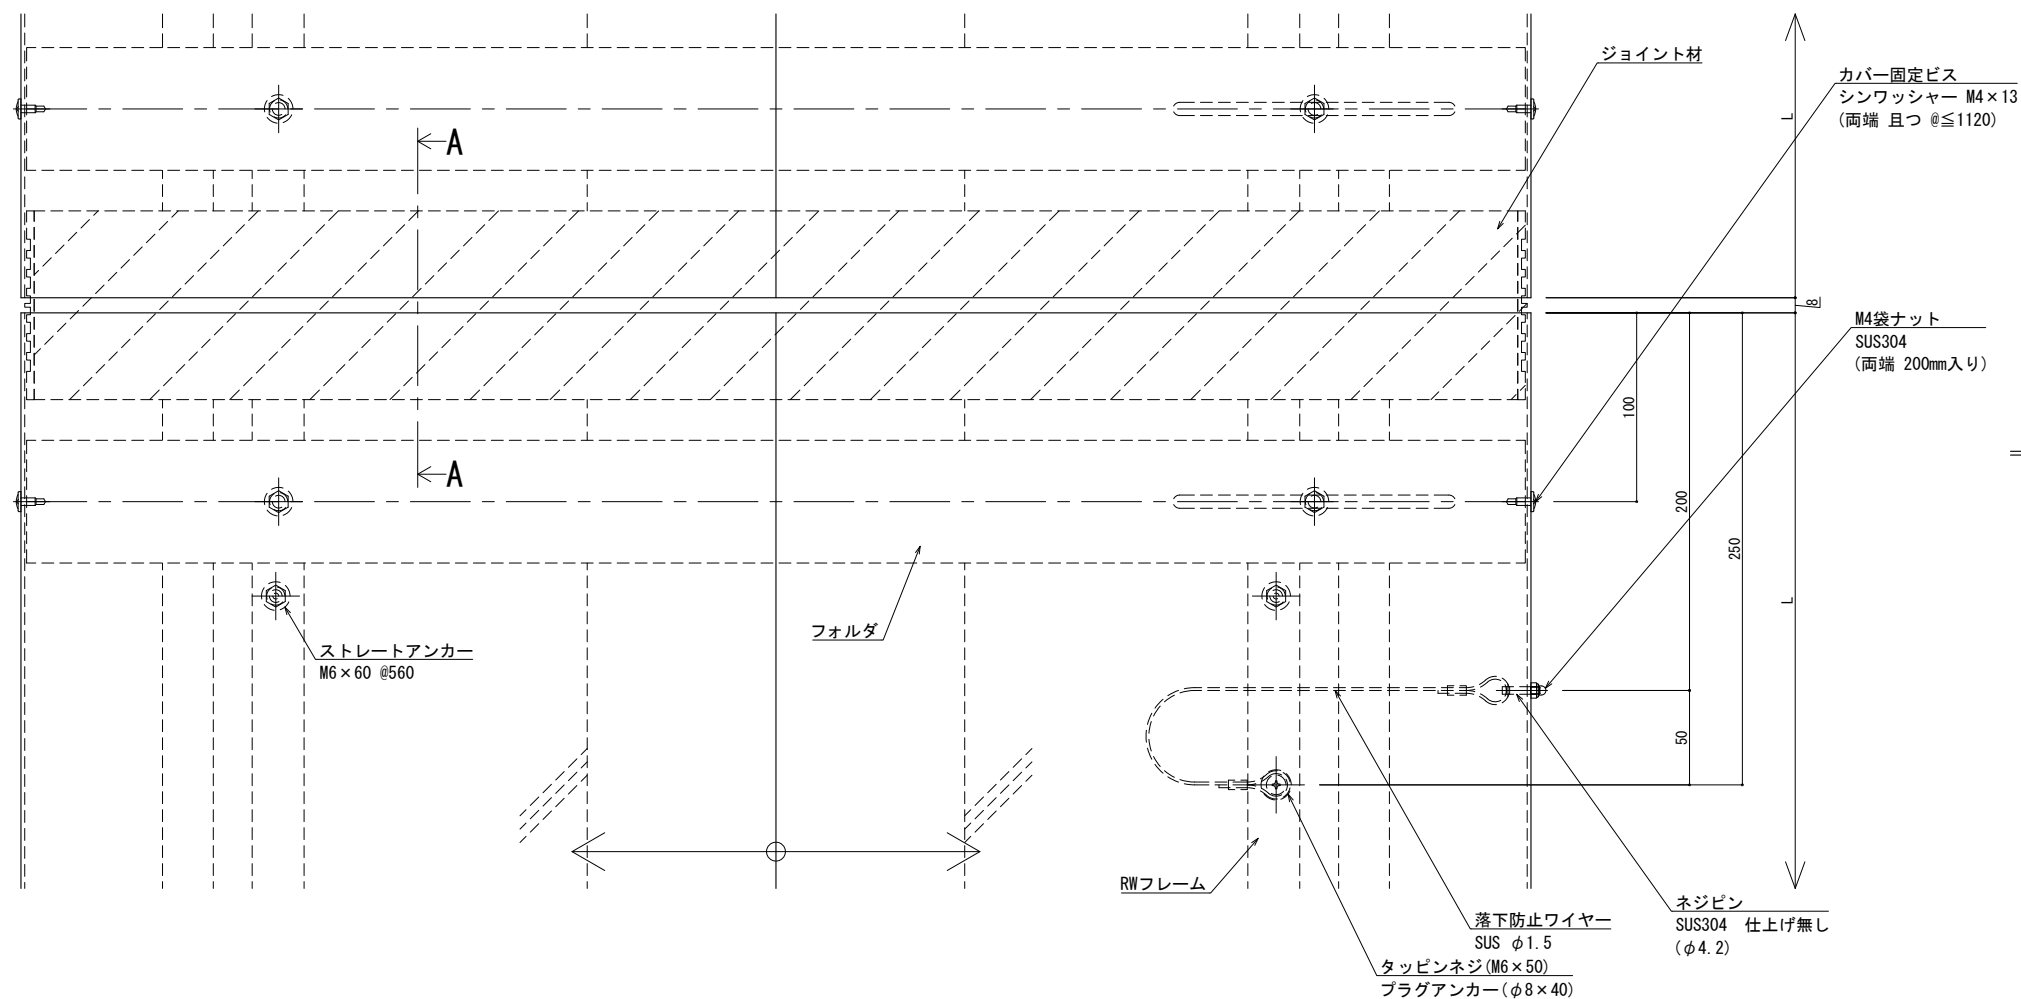 ジョイント材
カバー固定ビス
シンワッシャー M4×13
(両端 且つ @≦1120)
L
A
8
M4袋ナット
SUS304
(両端 200mm入り)
100
A
200
250
L
フォルダ
ストレートアンカー
M6×60 @560
50
RWフレーム
ネジピン
SUS304 仕上げ無し
(φ4.2)
落下防止ワイヤー
SUS φ1.5
タッピンネジ(M6×50)
プラグアンカー(φ8×40)